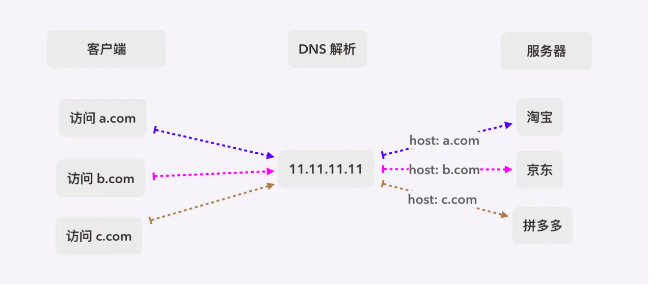 客户端
DNS 解析
服务器
访问 a.com
访问 b.com
访问 c.com
11.11.11.11
host: a.com
host: b.com
host: c.com
淘宝
京东
拼多多